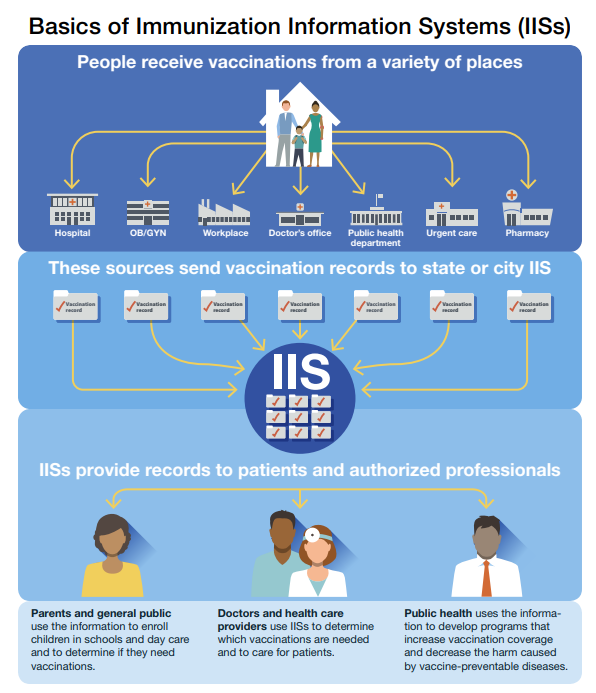 Basics of Immunization Information Systems (IISs)
People receive vaccinations from a variety of places
Hospital
OB/GYN
Workplace
Doctor's office
Public health
department
Urgent care
Pharmacy
These sources send vaccination records to state or city IIS
Vaccination
record
Vaccination
record
Vaccination
record
Vaccination
record
Vaccination
record
Vaccination
record
Vaccination
record
IIS
IISs provide records to patients and authorized professionals
Parents and general public
use the information to enroll
children in schools and day care
and to determine if they need
vaccinations.
Doctors and health care
providers use IISs to determine
which vaccinations are needed
and to care for patients.
Public health uses the informa-
tion to develop programs that
increase vaccination coverage
and decrease the harm caused
by vaccine-preventable diseases.